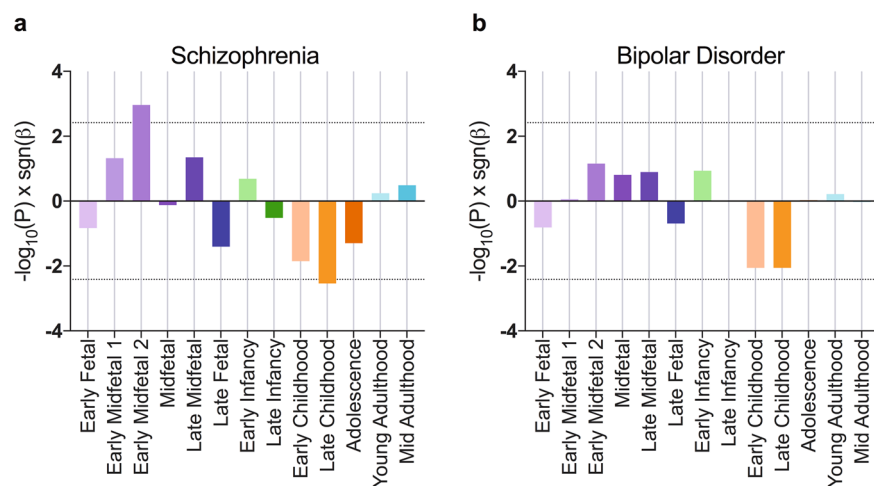 a
Schizophrenia
-log10(P) x sgn(β)
4
2
0
-2
-4
Early Fetal
Early Midfetal 1
Early Midfetal 2
Midfetal
Late Midfetal
Late Fetal
Early Infancy
Late Infancy
Early Childhood
Late Childhood
Adolescence
Young Adulthood
Mid Adulthood
b
Bipolar Disorder
-log10(P) x sgn(β)
4
2
0
-2
-4
Early Fetal
Early Midfetal 1
Early Midfetal 2
Midfetal
Late Midfetal
Late Fetal
Early Infancy
Late Infancy
Early Childhood
Late Childhood
Adolescence
Young Adulthood
Mid Adulthood